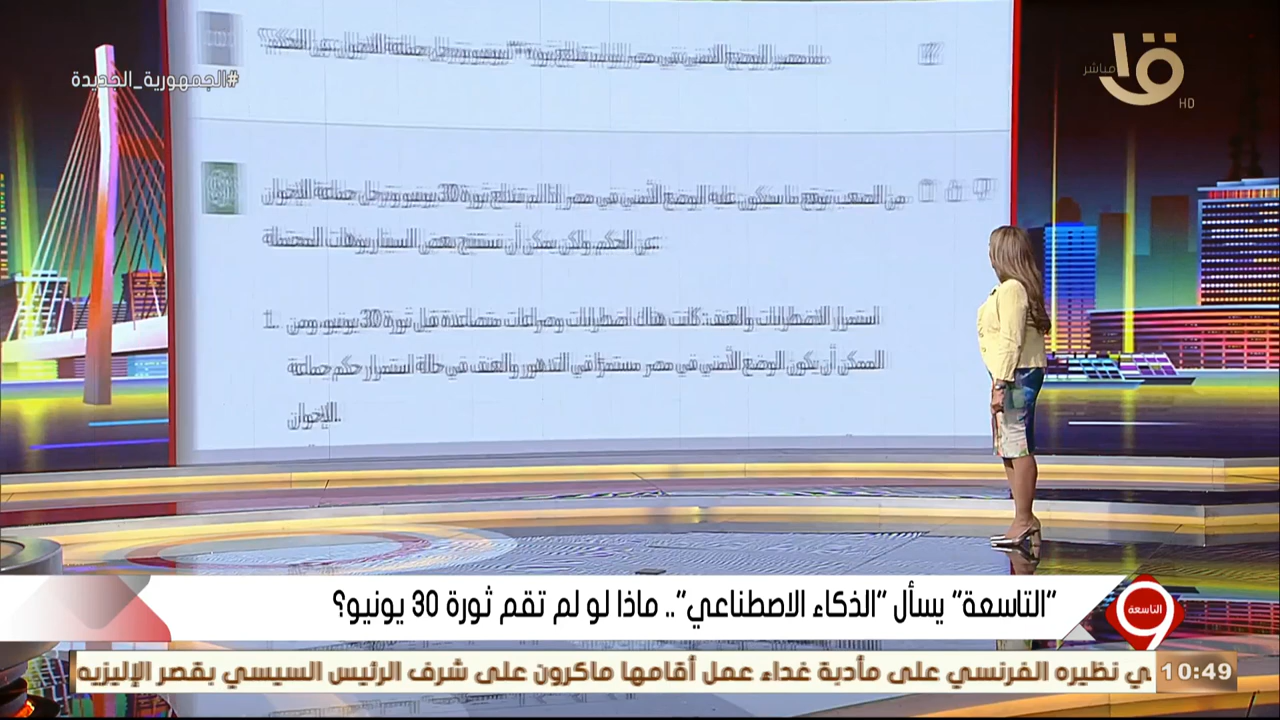 #الجمهورية_الجديدة
مباشر
HD
من الصعب توقع ما سيكون عليه الوضع الأمني في مصر إذا لم تندلع ثورة 30 يونيو وترحل جماعة الإخوان
عن الحكم، ولكن يمكن أن نستنتج بعض السيناريوهات المحتملة
1. استمرار الاضطرابات والعنف: كانت هناك اضطرابات وصراعات متصاعدة قبل ثورة 30 يونيو، ومن
الممكن أن يكون الوضع الأمني في مصر مستمرًا في التدهور والعنف في حالة استمرار حكم جماعة
الإخوان.
التاسعة
"التاسعة" يسأل "الذكاء الاصطناعي".. ماذا لو لم تقم ثورة 30 يونيو؟
10:49
نظيره الفرنسي على مأدبة غداء عمل أقامها ماكرون على شرف الرئيس السيسي بقصر الإليزيه